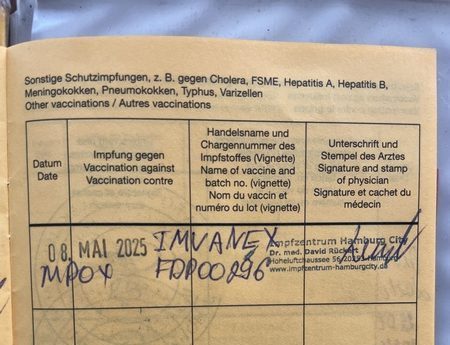 Sonstige Schutzimpfungen, z. B. gegen Cholera, FSME, Hepatitis A, Hepatitis B,
Meningokokken, Pneumokokken, Typhus, Varizellen
Other vaccinations / Autres vaccinations
Datum
Date
Impfung gegen
Vaccination against
Vaccination contre
Handelsname und
Chargennummer des
Impfstoffes (Vignette)
Name of vaccine and
batch no. (vignette)
Nom du vaccin et
numéro du lot (vignette)
Unterschrift und
Stempel des Arztes
Signature and stamp
of physician
Signature et cachet du
médecin
08. MAI 2025
MPOX
IMVANEX
FDP00296
Impfzentrum Hamburg City
Dr. med. David Rückert
Hoheluftchaussee 56 20253 Hamburg
www.impfzentrum-hamburgcity.de